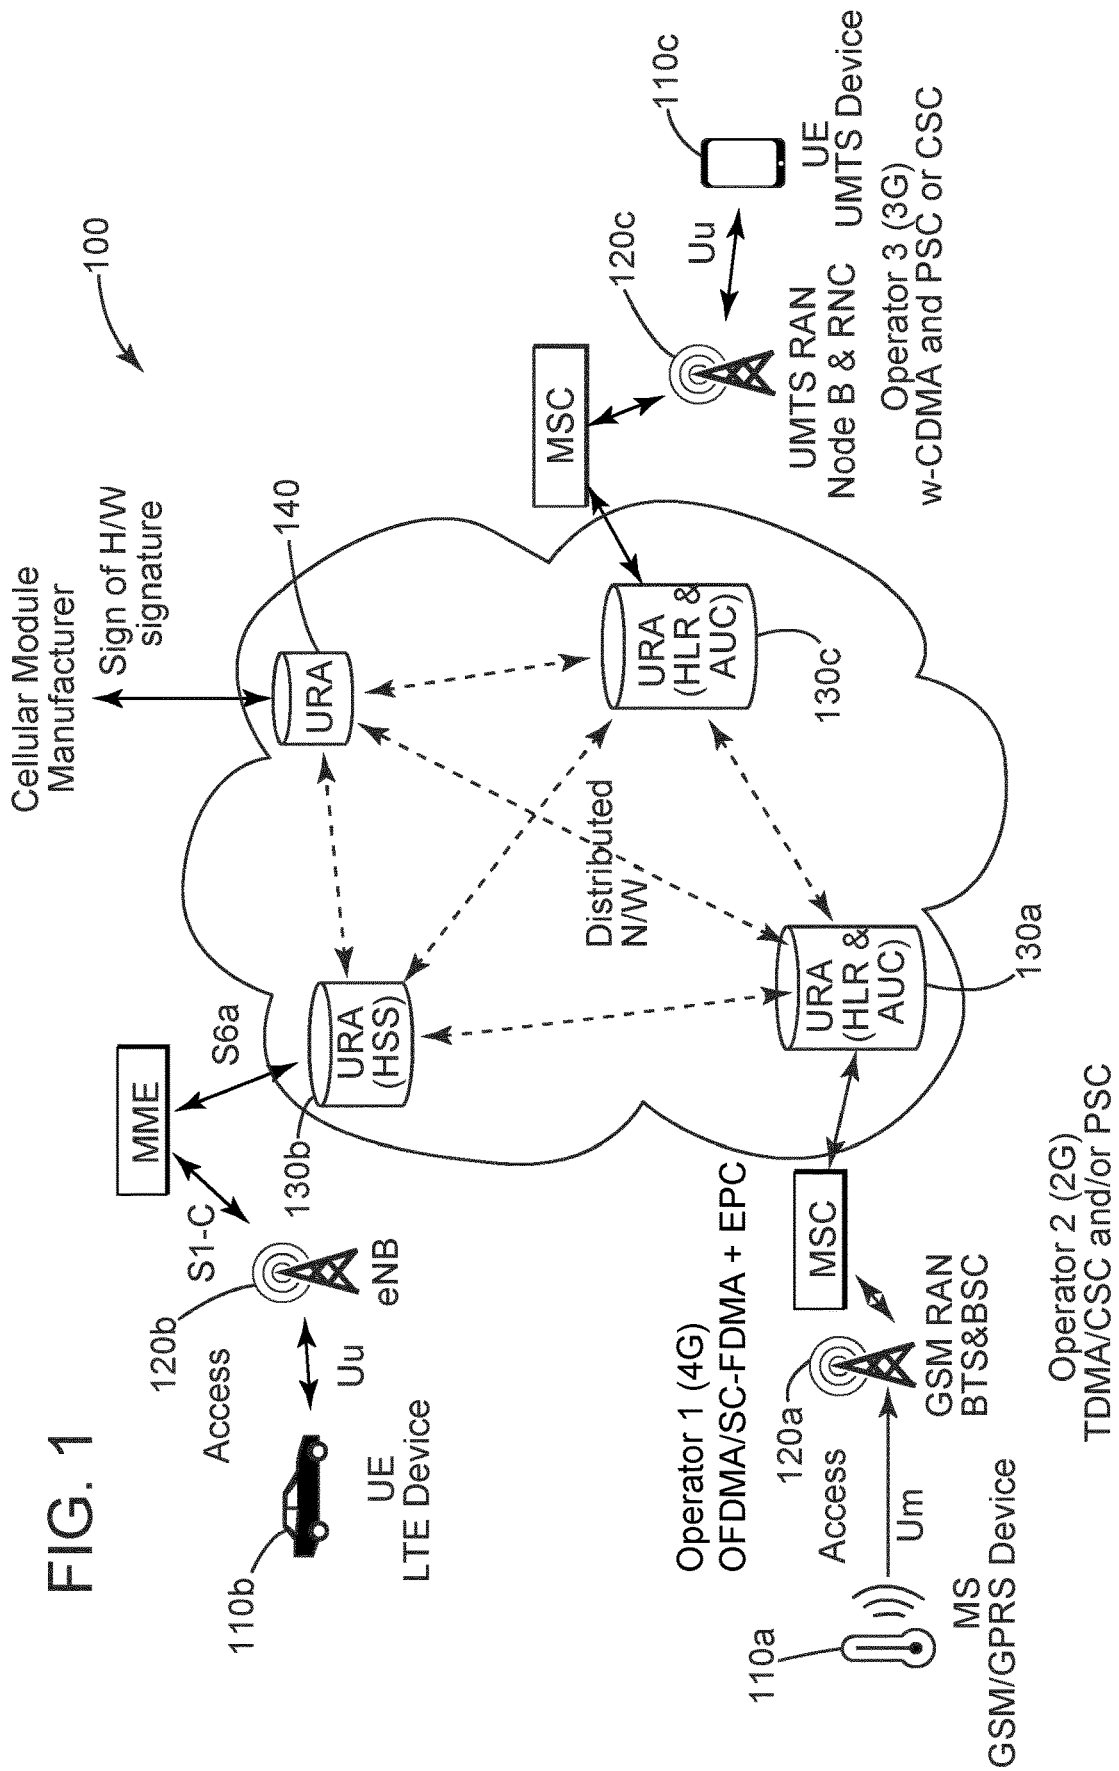 FIG. 1
100
Cellular Module
Manufacturer
Sign of H/W
signature
140
URA
MME
S6a
S1-C
120b
Access
Uu
eNB
110b
UE
LTE Device
130b
URA
(HSS)
Operator 1 (4G)
OFDMA/SC-FDMA + EPC
Distributed
N/W
MSC
120c
Uu
110c
UE
UMTS Device
UMTS RAN
Node B & RNC
Operator 3 (3G)
w-CDMA and PSC or CSC
URA
(HLR &
AUC)
130c
URA
(HLR &
AUC)
130a
MSC
120a
Access
Um
GSM RAN
BTS&BSC
110a
MS
GSM/GPRS Device
Operator 2 (2G)
TDMA/CSC and/or PSC